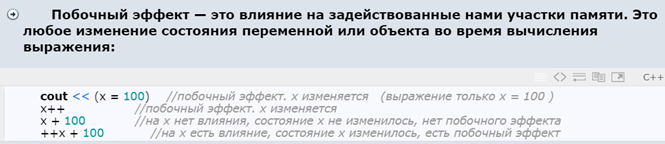 Побочный эффект — это влияние на задействованные нами участки памяти. Это
любое изменение состояния переменной или объекта во время вычисления
выражения:
C++
cout << (x = 100) //побочный эффект. x изменяется (выражение только x = 100 )
x++ //побочный эффект. x изменяется
x + 100 //на x нет влияния, состояние x не изменилось, нет побочного эффекта
++x + 100 //на x есть влияние, состояние x изменилось, есть побочный эффект